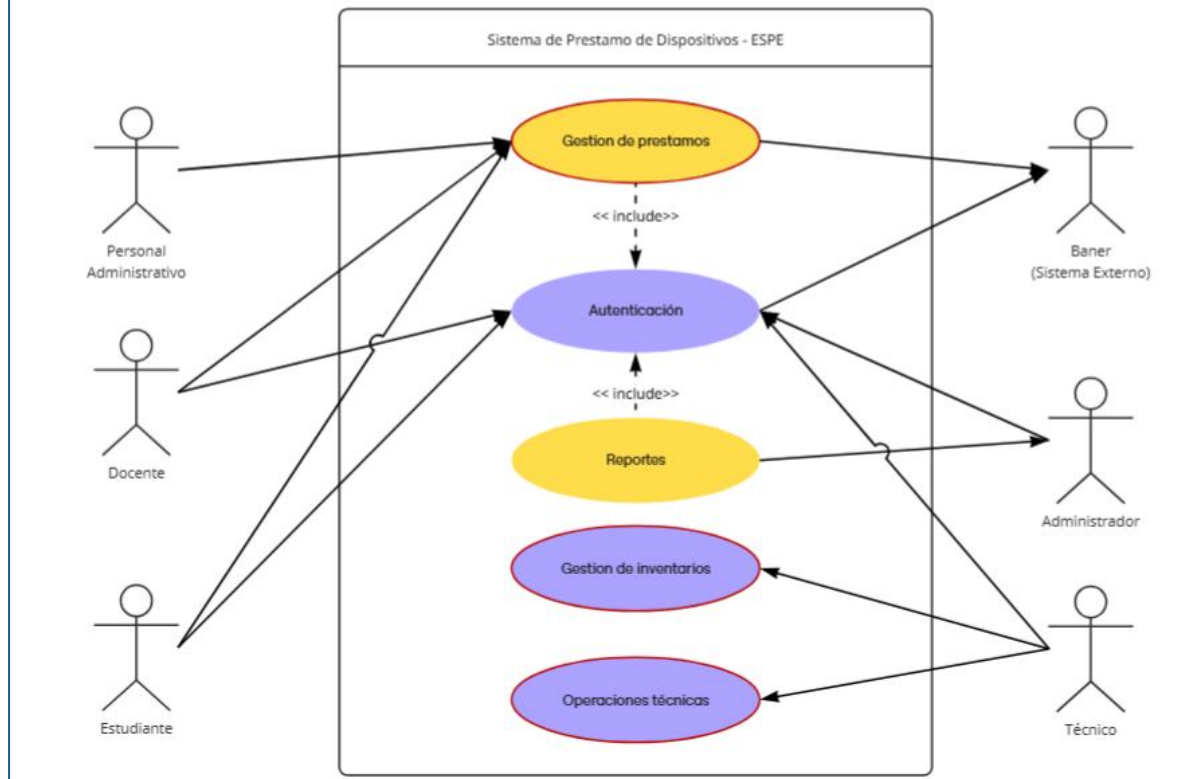 Sistema de Prestamo de Dispositivos - ESPE
Gestion de prestamos
<< include>>
Personal
Administrativo
Baner
(Sistema Externo)
Autenticación
<< include>>
Docente
Reportes
Administrador
Gestion de inventarios
Operaciones técnicas
Estudiante
Técnico